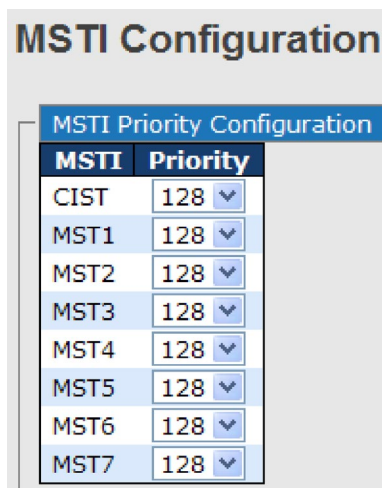 MSTI Configuration
MSTI Priority Configuration
MSTI Priority
CIST 128
MST1 128
MST2 128
MST3 128
MST4 128
MST5 128
MST6 128
MST7 128